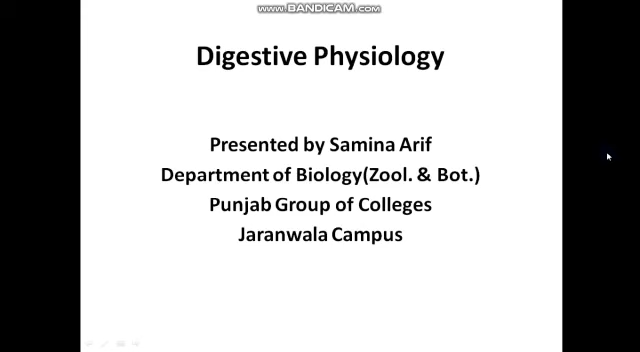 www.BANDICAM.com
Digestive Physiology
Presented by Samina Arif
Department of Biology(Zool. & Bot.)
Punjab Group of Colleges
Jaranwala Campus